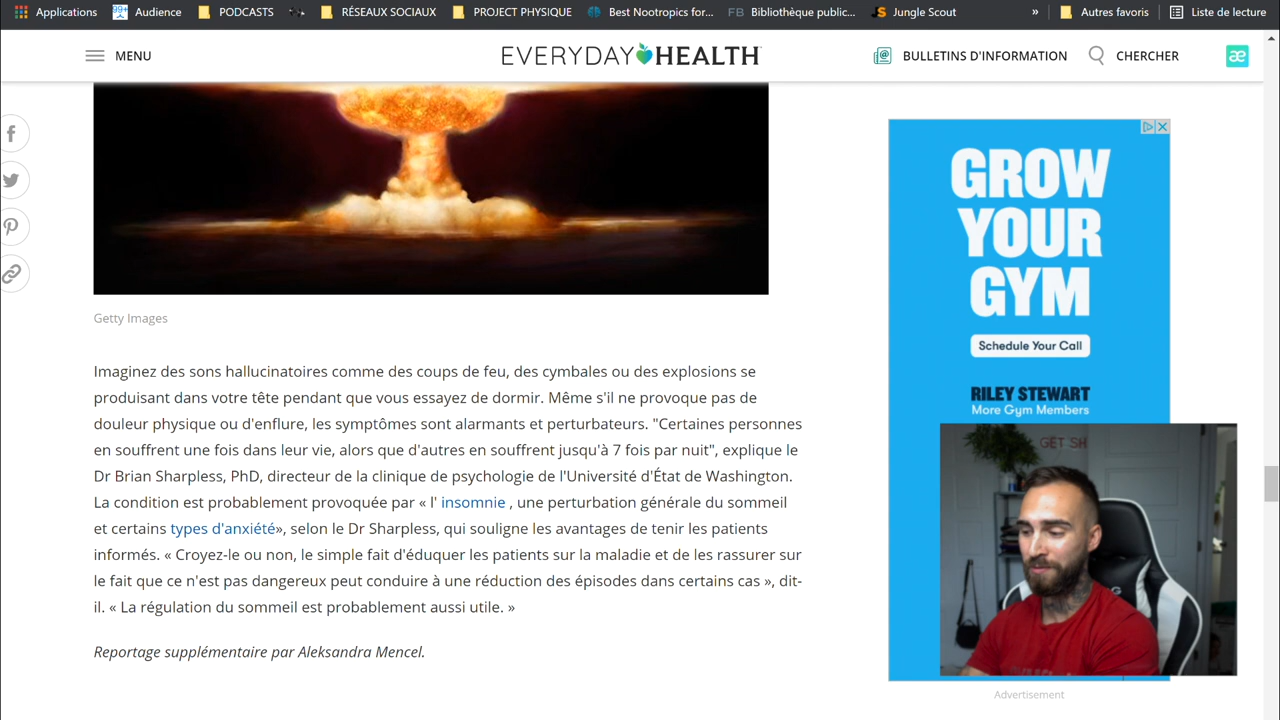 Applications
99+
Audience
PODCASTS
RÉSEAUX SOCIAUX
PROJECT PHYSIQUE
Best Nootropics for...
FB Bibliothèque public...
Jungle Scout
»
Autres favoris
Liste de lecture
MENU
EVERYDAY HEALTH
BULLETINS D'INFORMATION
CHERCHER
æ
Getty Images
Imaginez des sons hallucinatoires comme des coups de feu, des cymbales ou des explosions se
produisant dans votre tête pendant que vous essayez de dormir. Même s'il ne provoque pas de
douleur physique ou d'enflure, les symptômes sont alarmants et perturbateurs. "Certaines personnes
en souffrent une fois dans leur vie, alors que d'autres en souffrent jusqu'à 7 fois par nuit", explique le
Dr Brian Sharpless, PhD, directeur de la clinique de psychologie de l'Université d'État de Washington.
La condition est probablement provoquée par « l' insomnie , une perturbation générale du sommeil
et certains types d'anxiété», selon le Dr Sharpless, qui souligne les avantages de tenir les patients
informés. « Croyez-le ou non, le simple fait d'éduquer les patients sur la maladie et de les rassurer sur
le fait que ce n'est pas dangereux peut conduire à une réduction des épisodes dans certains cas », dit-
il. « La régulation du sommeil est probablement aussi utile. »
Reportage supplémentaire par Aleksandra Mencel.
GROW
YOUR
GYM
Schedule Your Call
RILEY STEWART
More Gym Members
GET SH
Advertisement